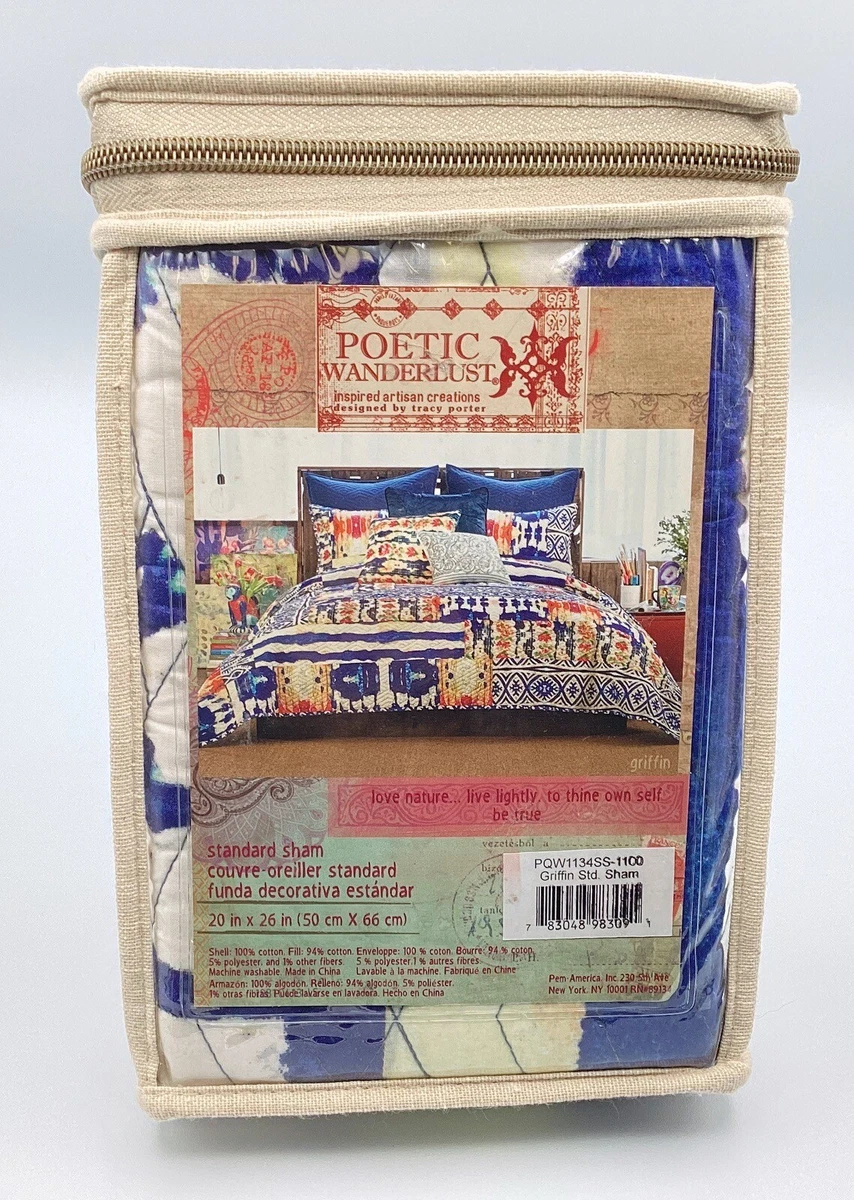 POETIC
WANDERLUST®
inspired artisan creations
designed by tracy porter
griffin
love nature... live lightly, to thine own self
be true
vezetésből a
standard sham
couvre-oreiller standard
funda decorativa estándar
20 in x 26 in (50 cm X 66 cm)
PQW1134SS-1100
Griffin Std. Sham
7 83048 98309 1
Shell: 100% cotton. Fill: 94% cotton.
5% polyester, and 1% other fibers.
Machine washable. Made in China
Enveloppe: 100 % coton. Bourre: 94 % coton,
5 % polyester,1 % autres fibres
Lavable à la machine. Fabriqué en Chine
Armazón: 100% algodón. Relleno: 94% algodón, 5% poliéster.
1% otras fibras. Puede lavarse en lavadora. Hecho en China
Pem-America, Inc. 230 5th Ave
New York, NY 10001 RN#89134